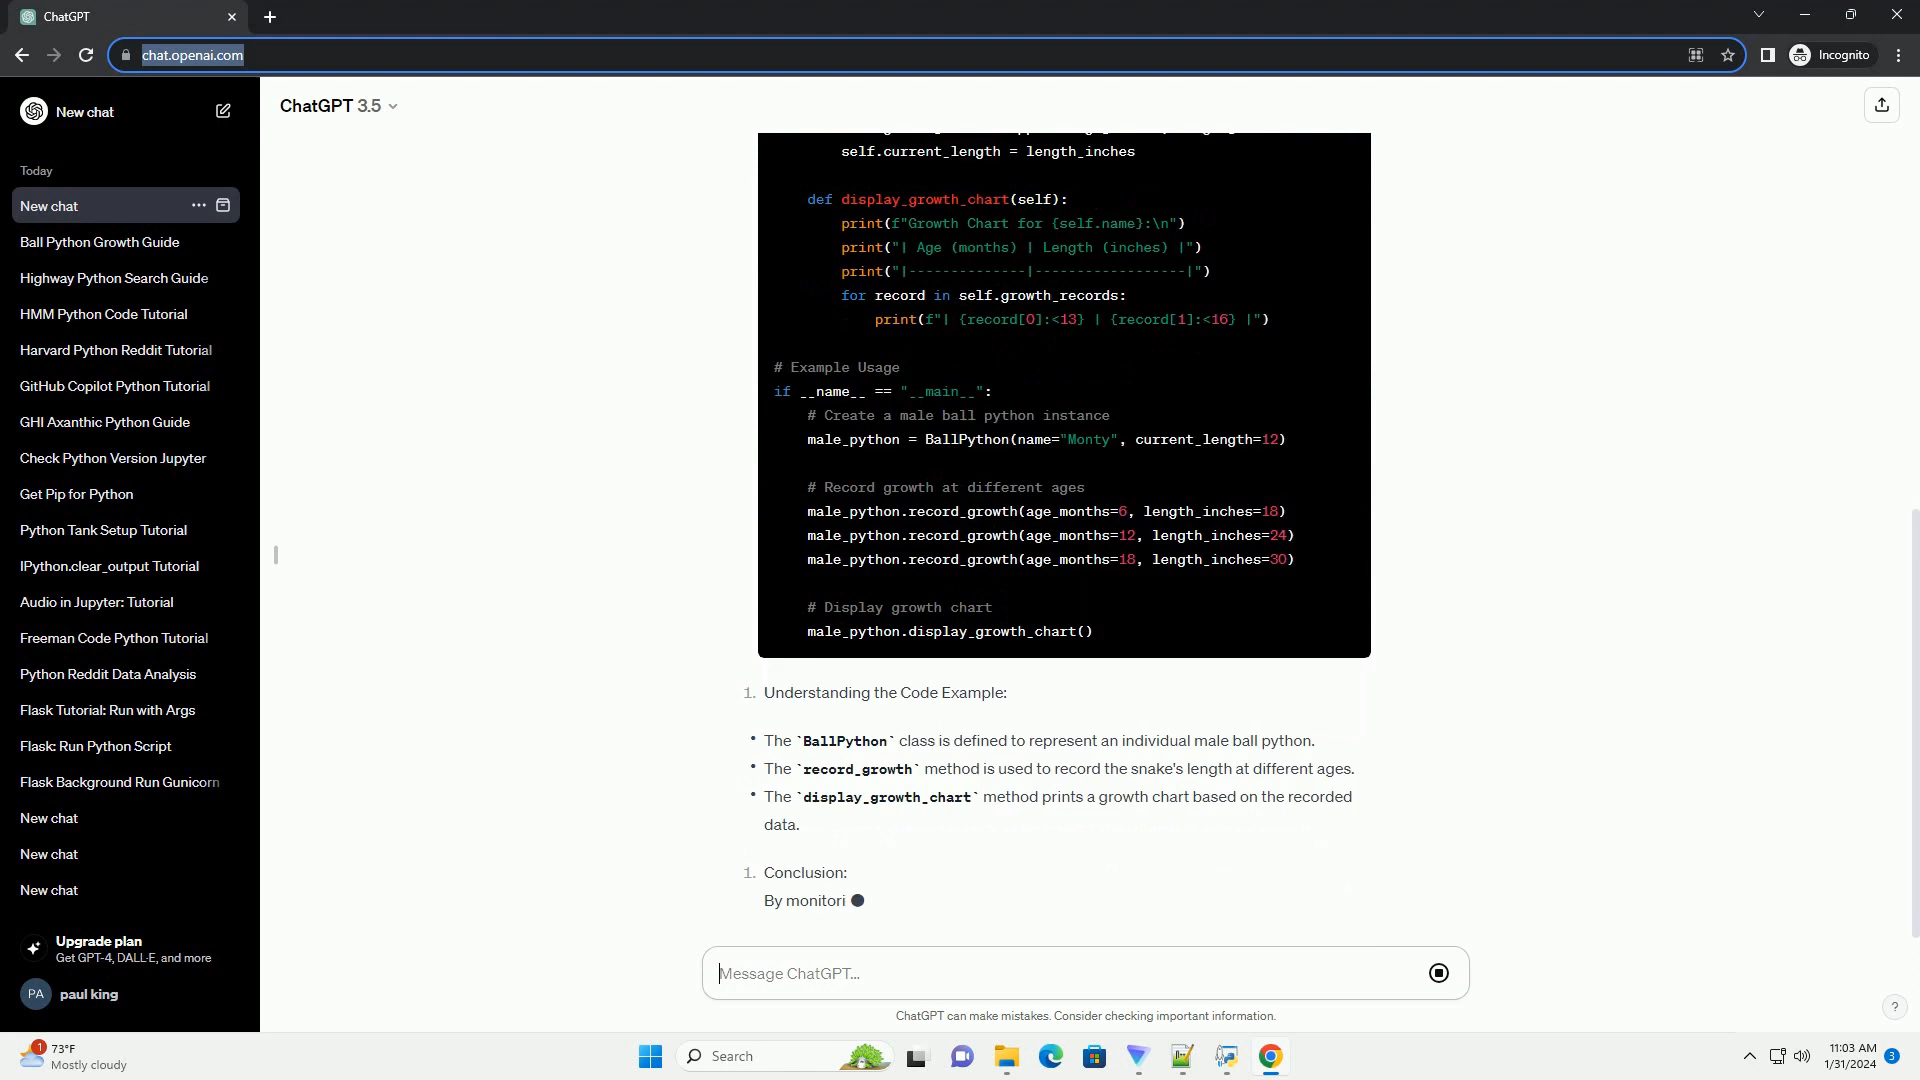 ChatGPT
chat.openai.com
Incognito
New chat
ChatGPT 3.5
Today
New chat
Ball Python Growth Guide
Highway Python Search Guide
HMM Python Code Tutorial
Harvard Python Reddit Tutorial
GitHub Copilot Python Tutorial
GHI Axanthic Python Guide
Check Python Version Jupyter
Get Pip for Python
Python Tank Setup Tutorial
IPython.clear_output Tutorial
Audio in Jupyter: Tutorial
Freeman Code Python Tutorial
Python Reddit Data Analysis
Flask Tutorial: Run with Args
Flask: Run Python Script
Flask Background Run Gunicorn
New chat
New chat
New chat
Upgrade plan
Get GPT-4, DALL·E, and more
PA paul king
self.current_length = length_inches
def display_growth_chart(self):
print(f"Growth Chart for {self.name}:\n")
print("| Age (months) | Length (inches) |")
print("|--------------|------------------|")
for record in self.growth_records:
print(f"| {record[0]:<13} | {record[1]:<16} |")
# Example Usage
if __name__ == "__main__":
# Create a male ball python instance
male_python = BallPython(name="Monty", current_length=12)
# Record growth at different ages
male_python.record_growth(age_months=6, length_inches=18)
male_python.record_growth(age_months=12, length_inches=24)
male_python.record_growth(age_months=18, length_inches=30)
# Display growth chart
male_python.display_growth_chart()
1. Understanding the Code Example:
• The `BallPython` class is defined to represent an individual male ball python.
• The `record_growth` method is used to record the snake's length at different ages.
• The `display_growth_chart` method prints a growth chart based on the recorded
data.
1. Conclusion:
By monitori
Message ChatGPT...
ChatGPT can make mistakes. Consider checking important information.
?
1
73°F
Mostly cloudy
Search
11:03 AM
1/31/2024
3